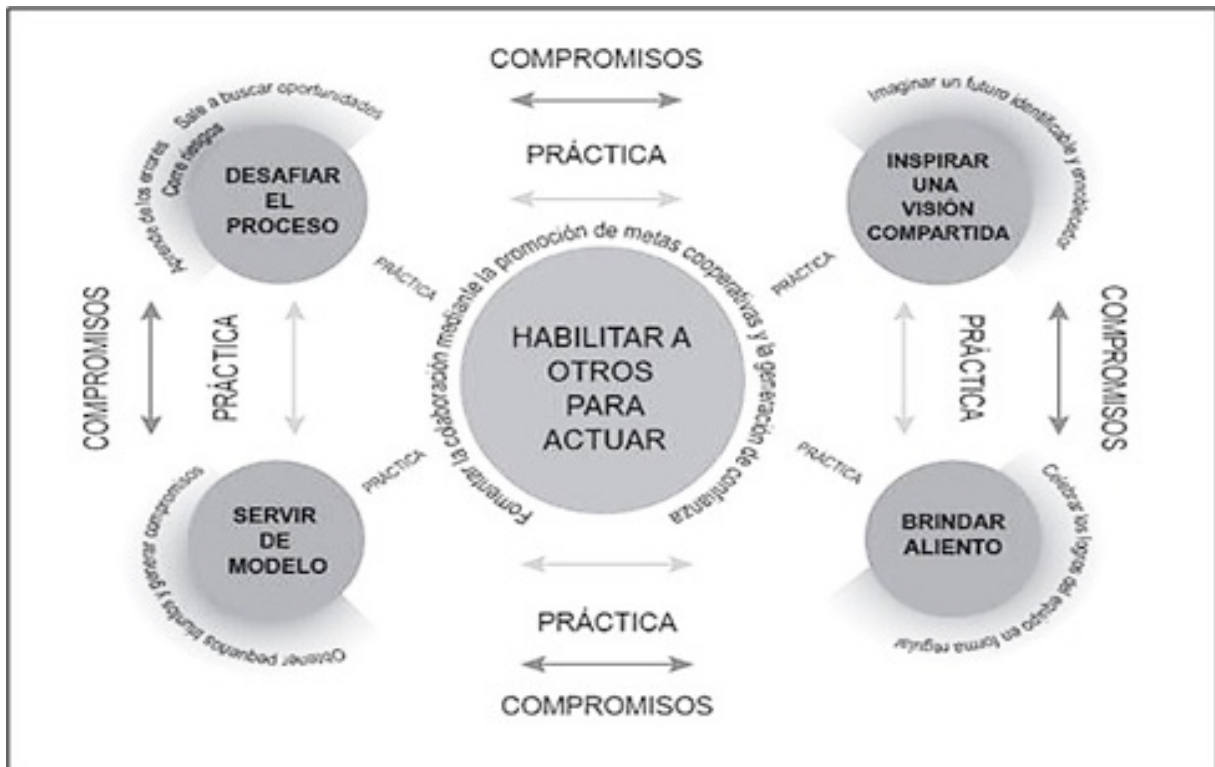 COMPROMISOS
PRÁCTICA
Sale a buscar oportunidades
Corre riesgos
Aprende de los errores
DESAFIAR
EL
PROCESO
Imaginar un futuro identificable y ennoblecedor
INSPIRAR
UNA
VISIÓN
COMPARTIDA
PRÁCTICA
PRÁCTICA
Fomentar la colaboración mediante la promoción de metas cooperativas y la generación de confianza
HABILITAR A
OTROS
PARA
ACTUAR
COMPROMISOS
PRÁCTICA
PRÁCTICA
COMPROMISOS
PRÁCTICA
PRÁCTICA
SERVIR
DE
MODELO
Obtener pequeños triunfos y generar compromisos
BRINDAR
ALIENTO
Celebrar los logros del equipo en forma regular
PRÁCTICA
COMPROMISOS